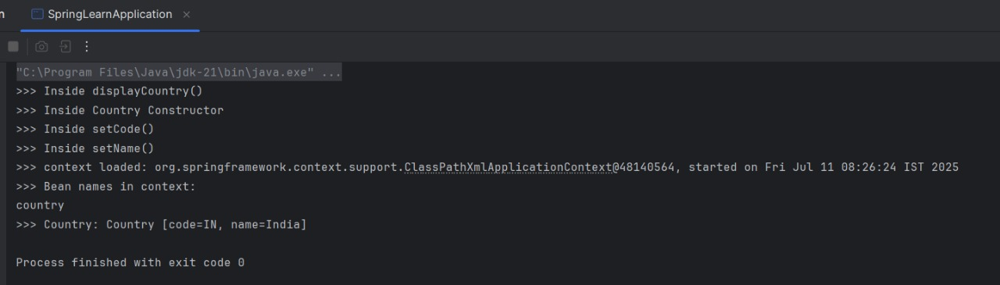 n
SpringLearnApplication
"C:\Program Files\Java\jdk-21\bin\java.exe" ...
>>> Inside displayCountry()
>>> Inside Country Constructor
>>> Inside setCode()
>>> Inside setName()
>>> context loaded: org.springframework.context.support.ClassPathXmlApplicationContext@48140564, started on Fri Jul 11 08:26:24 IST 2025
>>> Bean names in context:
country
>>> Country: Country [code=IN, name=India]
Process finished with exit code 0